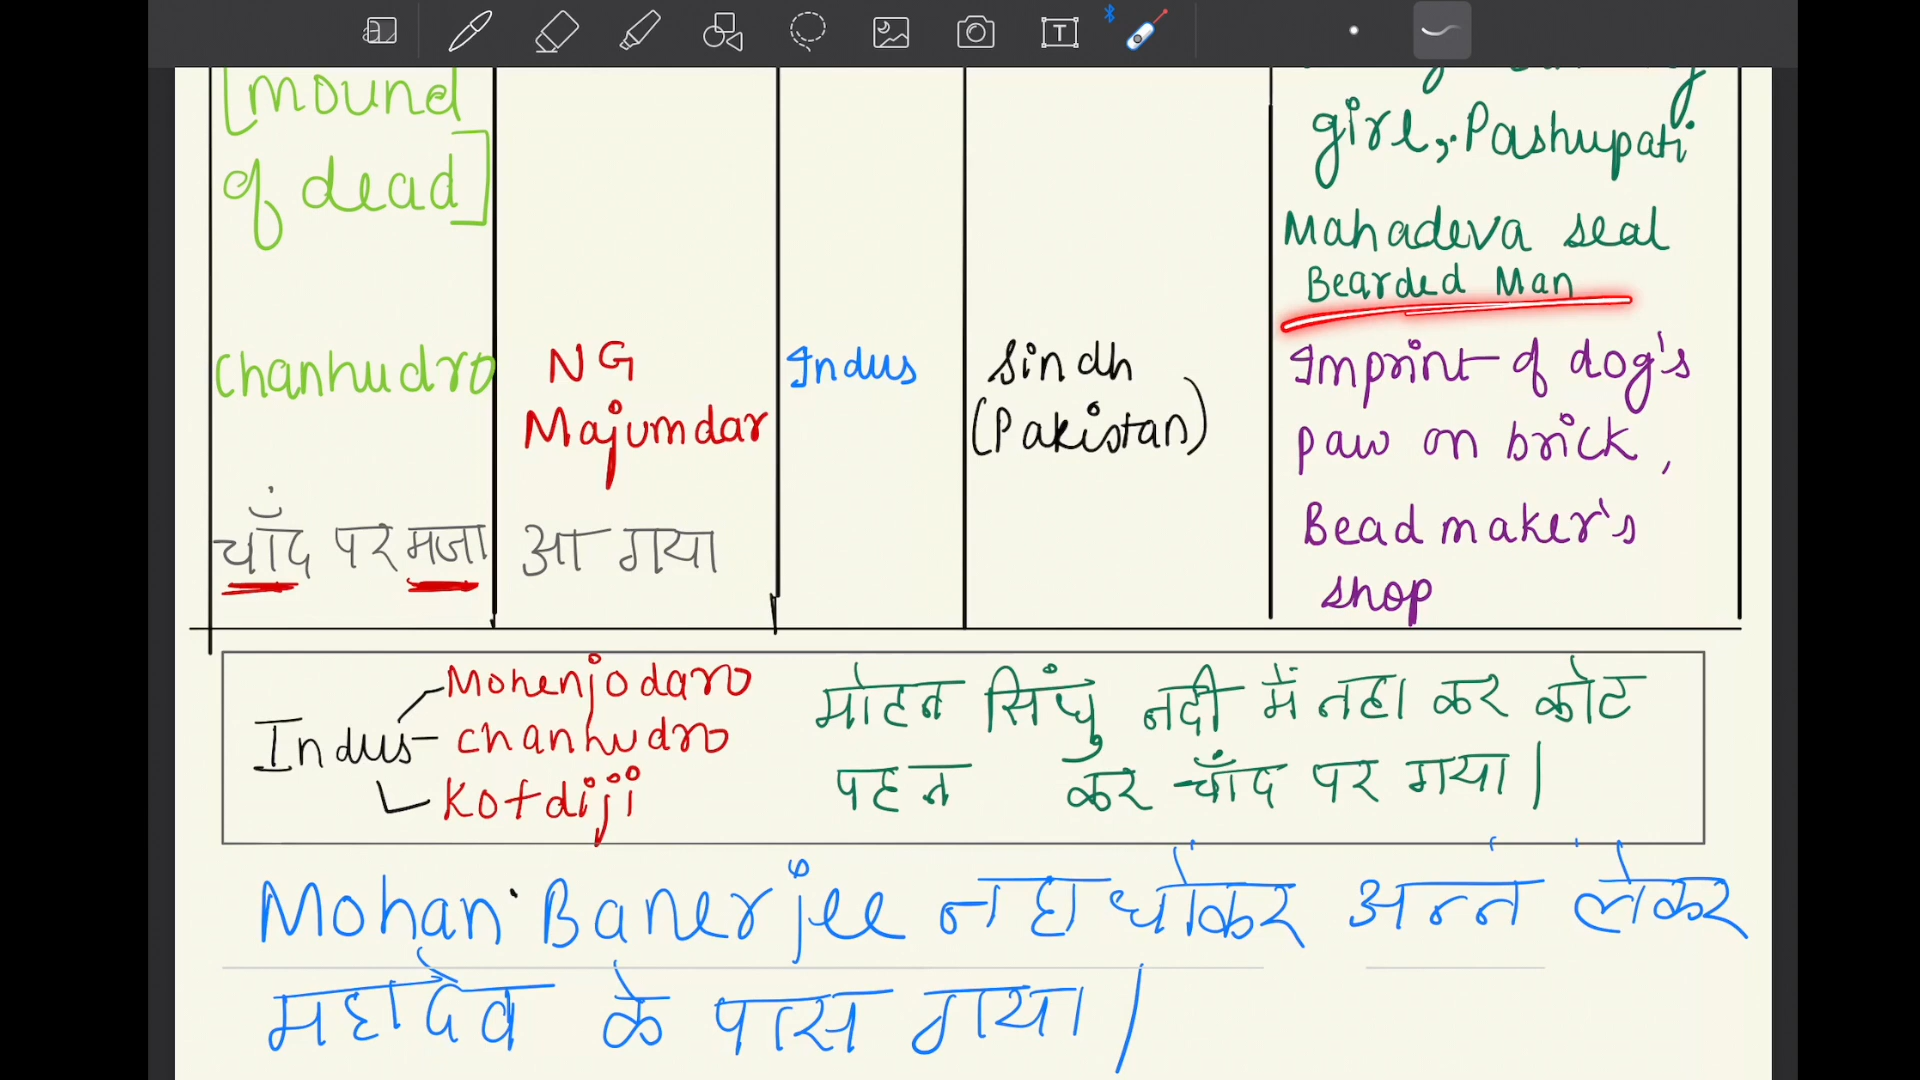 [Mound
of dead]
girl, Pashupati
Mahadeva seal
Bearded Man
Chanhudro
NG
Majumdar
Indus
Sindh
(Pakistan)
Imprint of dog's
paw on brick,
Bead maker's
shop
चाँद पर मजा आ गया
Indus
Mohenjodaro
Chanhudro
Kotdiji
मोहन सिंधु नदी में नहा कर कोट
पहन कर चाँद पर गया।
Mohan Banerjee नहा धोकर अन्न लेकर
महादेव के पास गया।